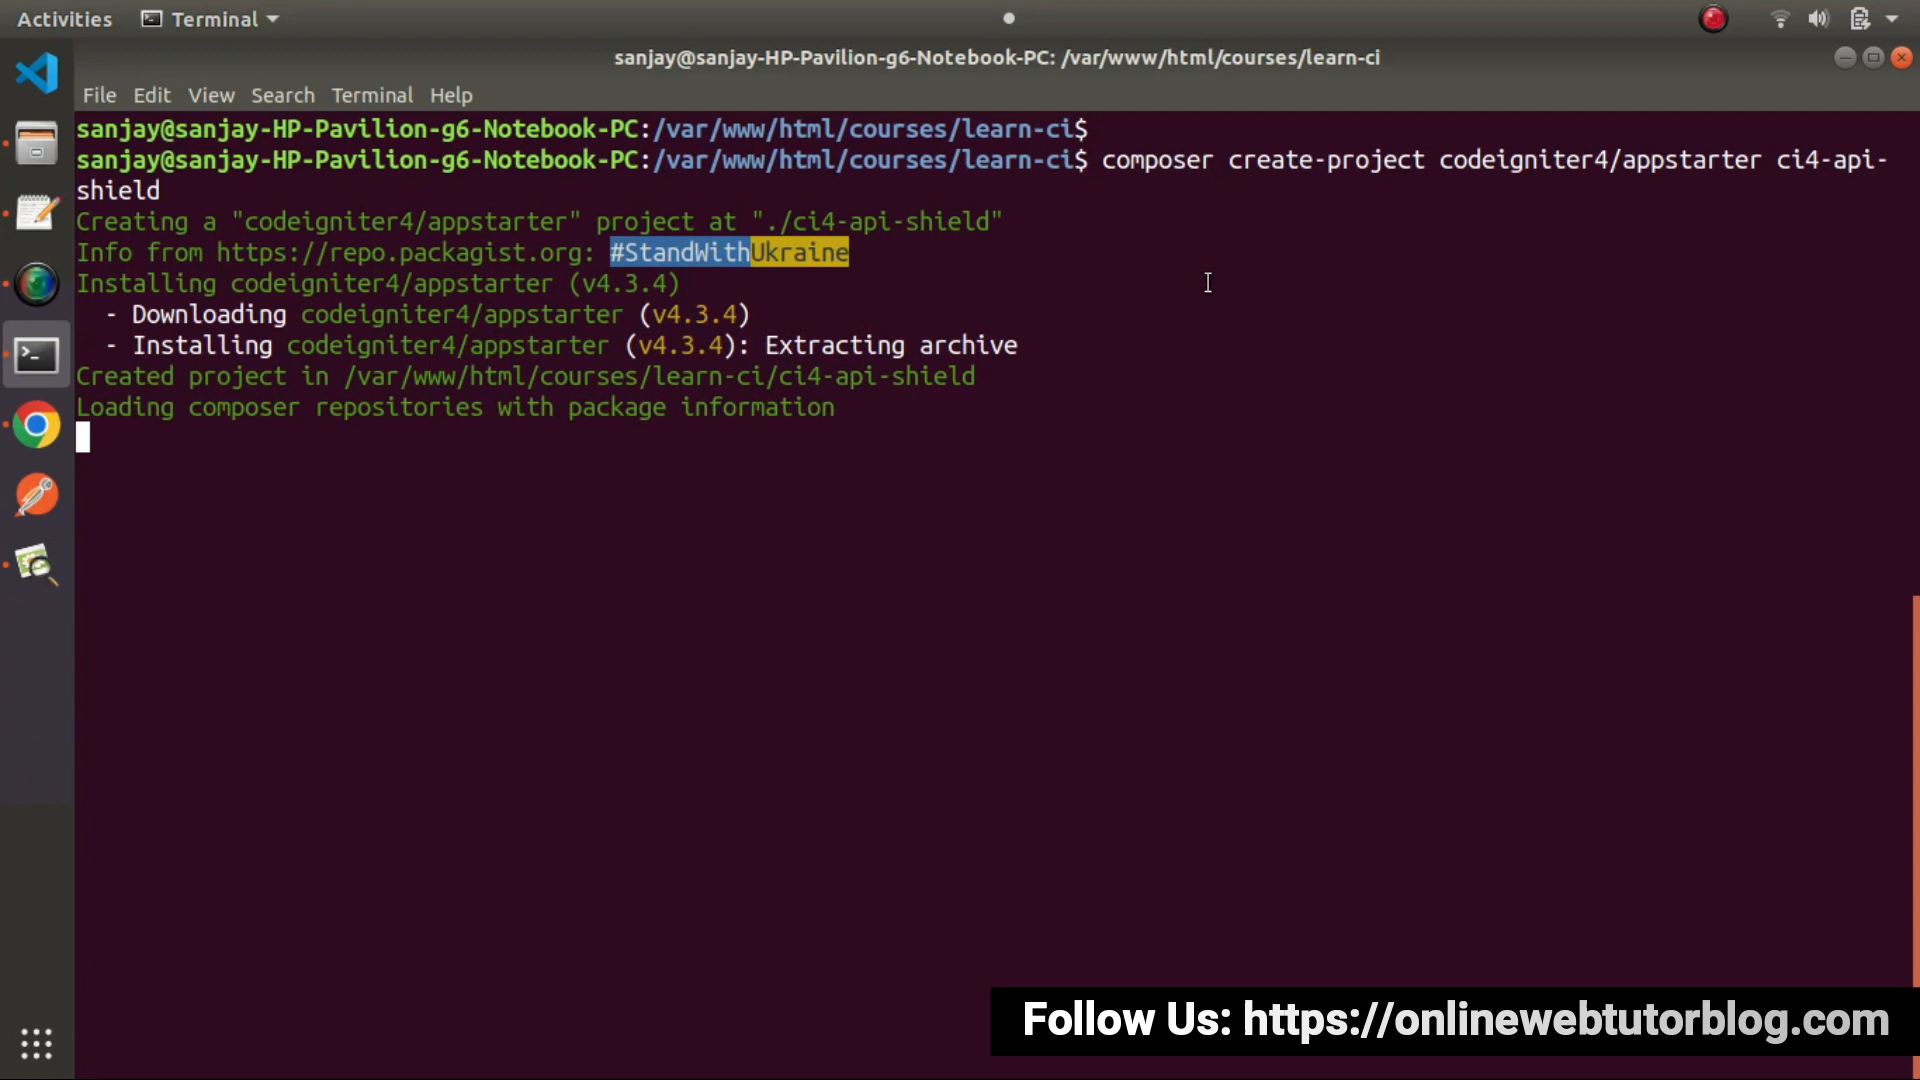 Activities Terminal
sanjay@sanjay-HP-Pavilion-g6-Notebook-PC: /var/www/html/courses/learn-ci
File Edit View Search Terminal Help
sanjay@sanjay-HP-Pavilion-g6-Notebook-PC:/var/www/html/courses/learn-ci$
sanjay@sanjay-HP-Pavilion-g6-Notebook-PC:/var/www/html/courses/learn-ci$ composer create-project codeigniter4/appstarter ci4-api-
shield
Creating a "codeigniter4/appstarter" project at "./ci4-api-shield"
Info from https://repo.packagist.org: #StandWithUkraine
Installing codeigniter4/appstarter (v4.3.4)
- Downloading codeigniter4/appstarter (v4.3.4)
- Installing codeigniter4/appstarter (v4.3.4): Extracting archive
Created project in /var/www/html/courses/learn-ci/ci4-api-shield
Loading composer repositories with package information
Follow Us: https://onlinewebtutorblog.com